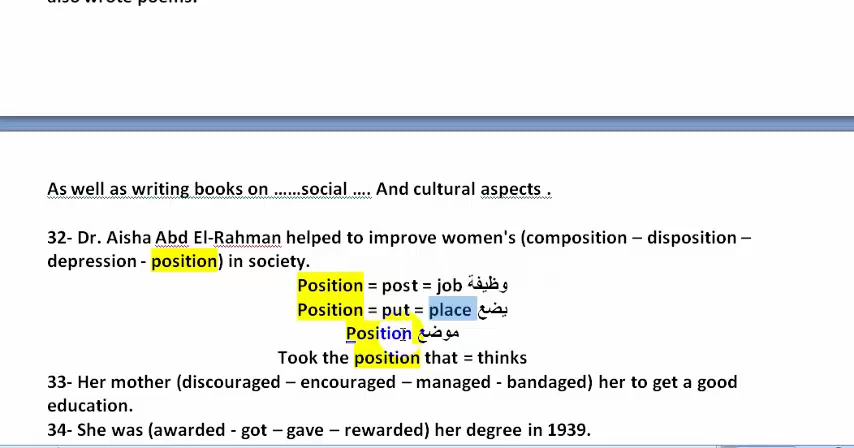 also wrote poems.
As well as writing books on ......social .... And cultural aspects .
32- Dr. Aisha Abd El-Rahman helped to improve women's (composition – disposition –
depression - position) in society.
Position = post = job وظيفة
Position = put = place يضع
Position موضع
Took the position that = thinks
33- Her mother (discouraged – encouraged – managed - bandaged) her to get a good
education.
34- She was (awarded - got – gave – rewarded) her degree in 1939.